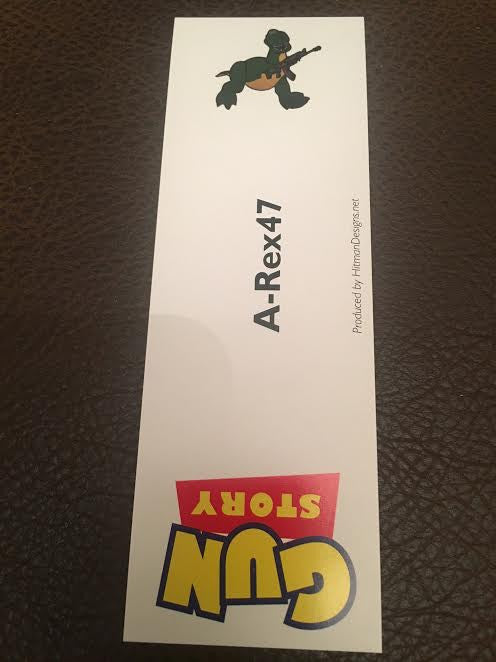 A-Rex47
Produced by HitmanDesigns.net
GUN
STORY